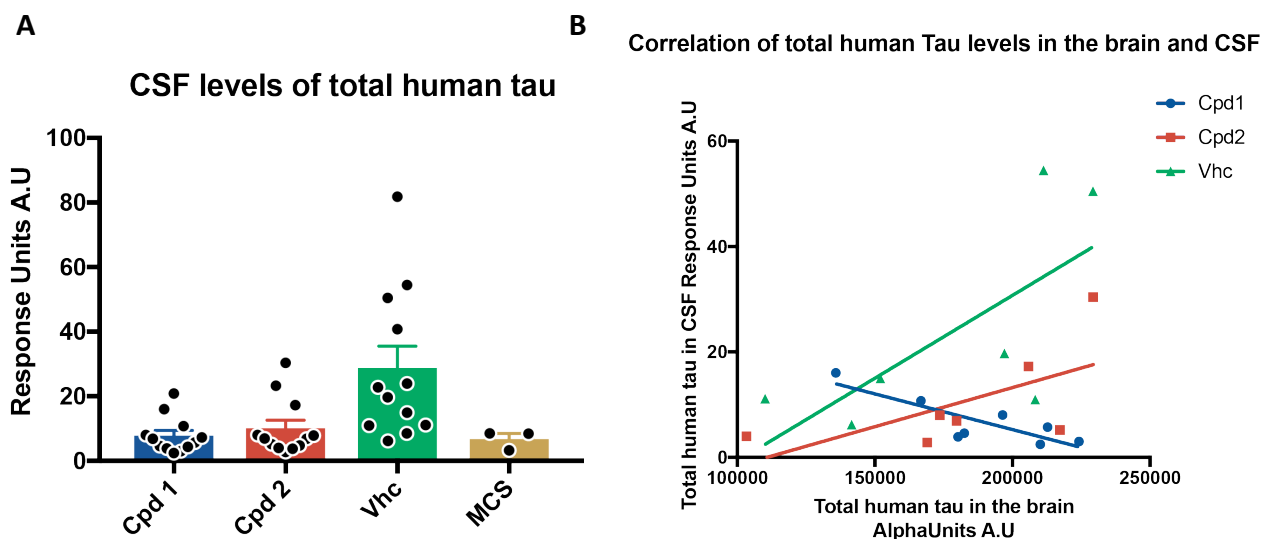 A
CSF levels of total human tau
Response Units A.U
100
80
60
40
20
0
Cpd 1
Cpd 2
Vhc
MCS
B
Correlation of total human Tau levels in the brain and CSF
Total human tau in CSF Response Units A.U
60
40
20
0
100000
150000
200000
250000
Total human tau in the brain
AlphaUnits A.U
Cpd1
Cpd2
Vhc